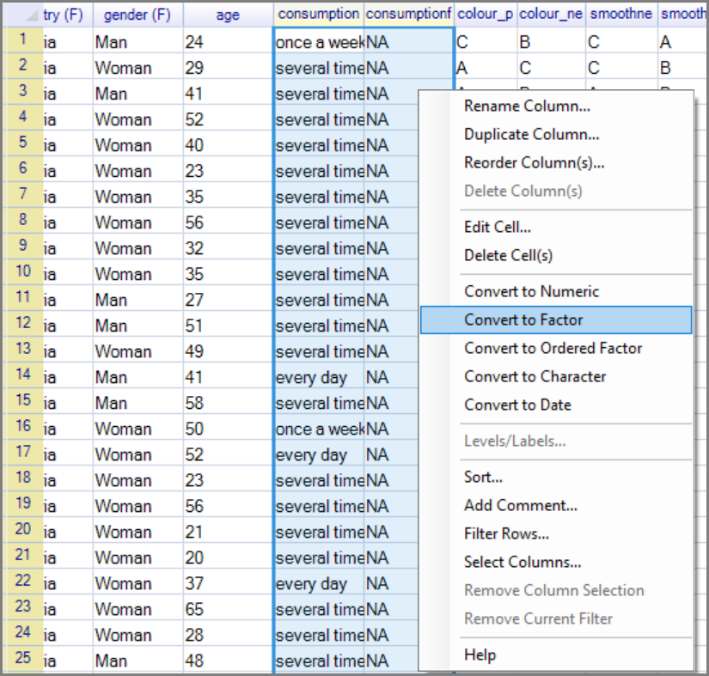 try (F) gender (F) age consumption consumptionf colour_p colour_ne smoothne smooth
1 ia Man 24 once a week NA C B C A
2 ia Woman 29 several time NA A C C B
3 ia Man 41 several time NA
4 ia Woman 52 several time NA
5 ia Woman 40 several time NA
6 ia Woman 23 several time NA
7 ia Woman 35 several time NA
8 ia Woman 56 several time NA
9 ia Woman 32 several time NA
10 ia Woman 35 several time NA
11 ia Man 27 several time NA
12 ia Man 51 several time NA
13 ia Woman 49 several time NA
14 ia Man 41 every day NA
15 ia Man 58 several time NA
16 ia Woman 50 once a week NA
17 ia Woman 52 every day NA
18 ia Woman 23 several time NA
19 ia Woman 56 several time NA
20 ia Woman 21 several time NA
21 ia Woman 20 several time NA
22 ia Woman 37 every day NA
23 ia Woman 65 several time NA
24 ia Woman 28 several time NA
25 ia Man 48 several time NA
Rename Column...
Duplicate Column...
Reorder Column(s)...
Delete Column(s)
Edit Cell...
Delete Cell(s)
Convert to Numeric
Convert to Factor
Convert to Ordered Factor
Convert to Character
Convert to Date
Levels/Labels...
Sort...
Add Comment...
Filter Rows...
Select Columns...
Remove Column Selection
Remove Current Filter
Help